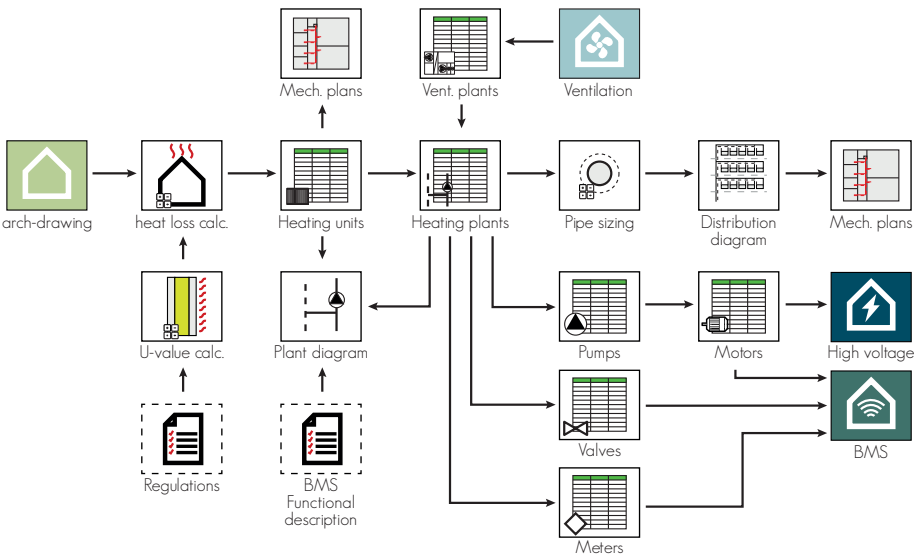 Mech. plans
Vent. plants
Ventilation
arch-drawing
heat loss calc.
Heating units
Heating plants
Pipe sizing
Distribution
diagram
Mech. plans
U-value calc.
Plant diagram
Pumps
Motors
High voltage
Regulations
BMS
Functional
description
Valves
BMS
Meters